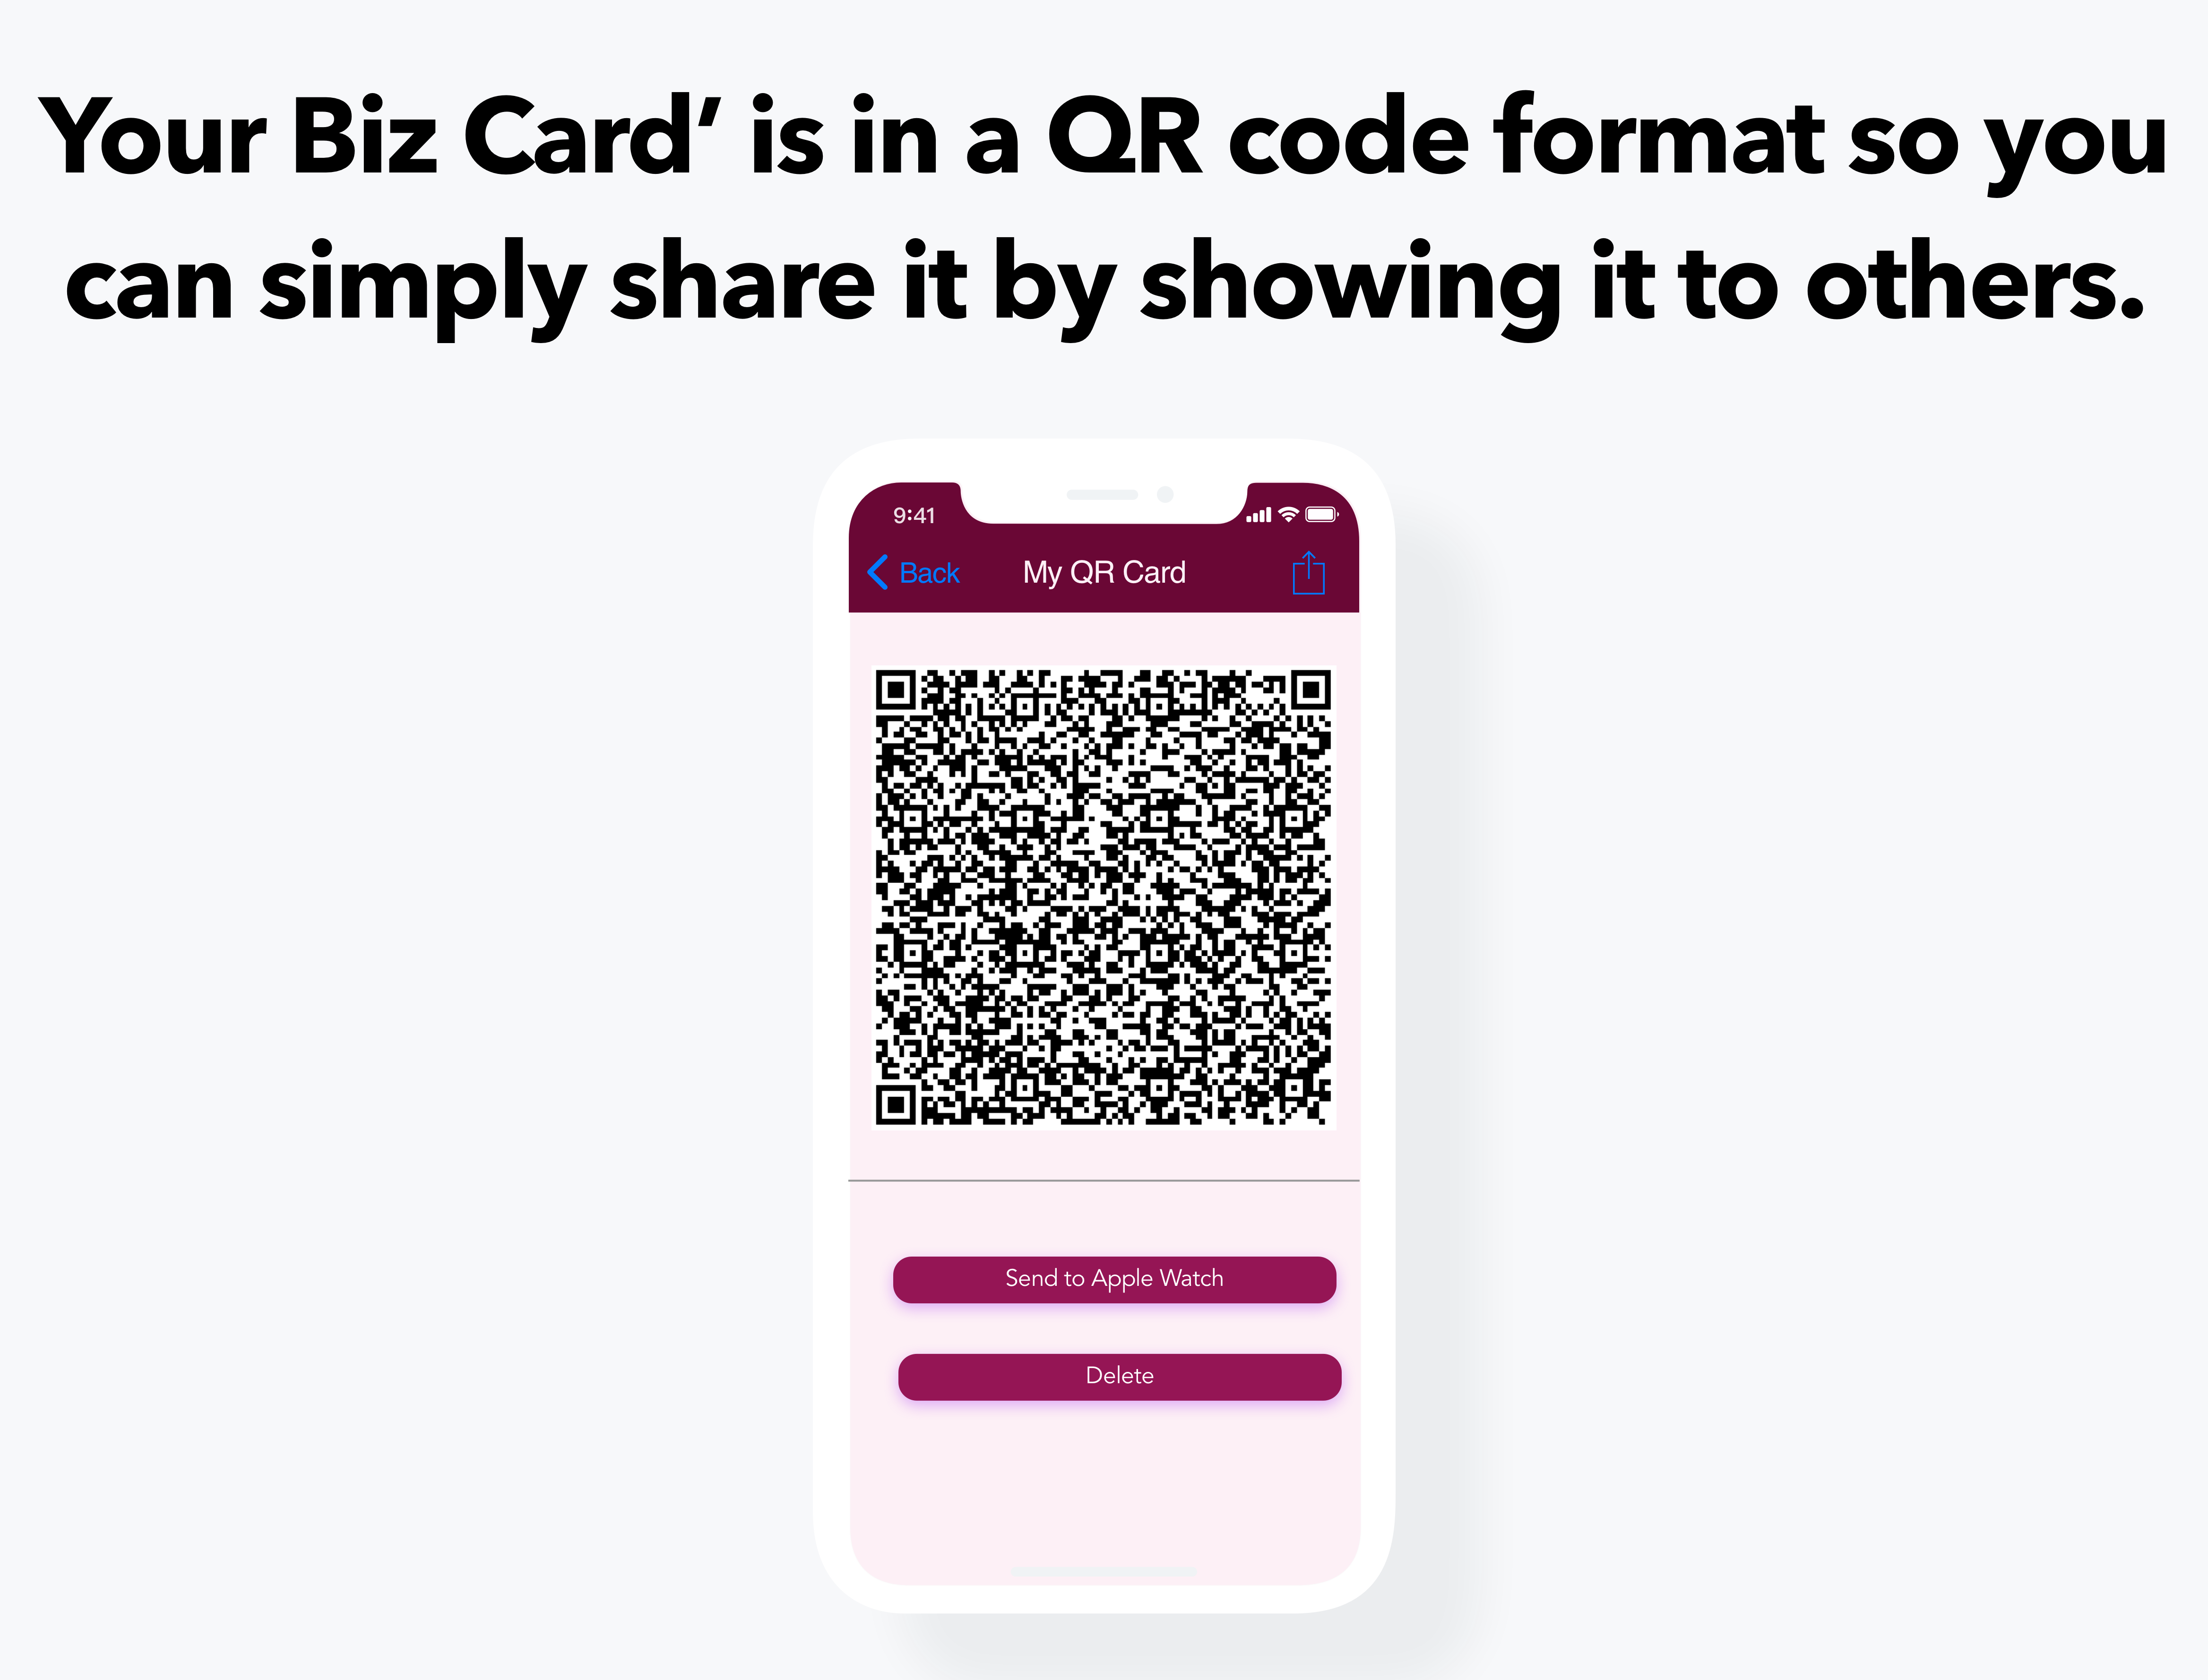 Your Biz Card’ is in a QR code format so you
can simply share it by showing it to others.
9:41
Back
My QR Card
Send to Apple Watch
Delete